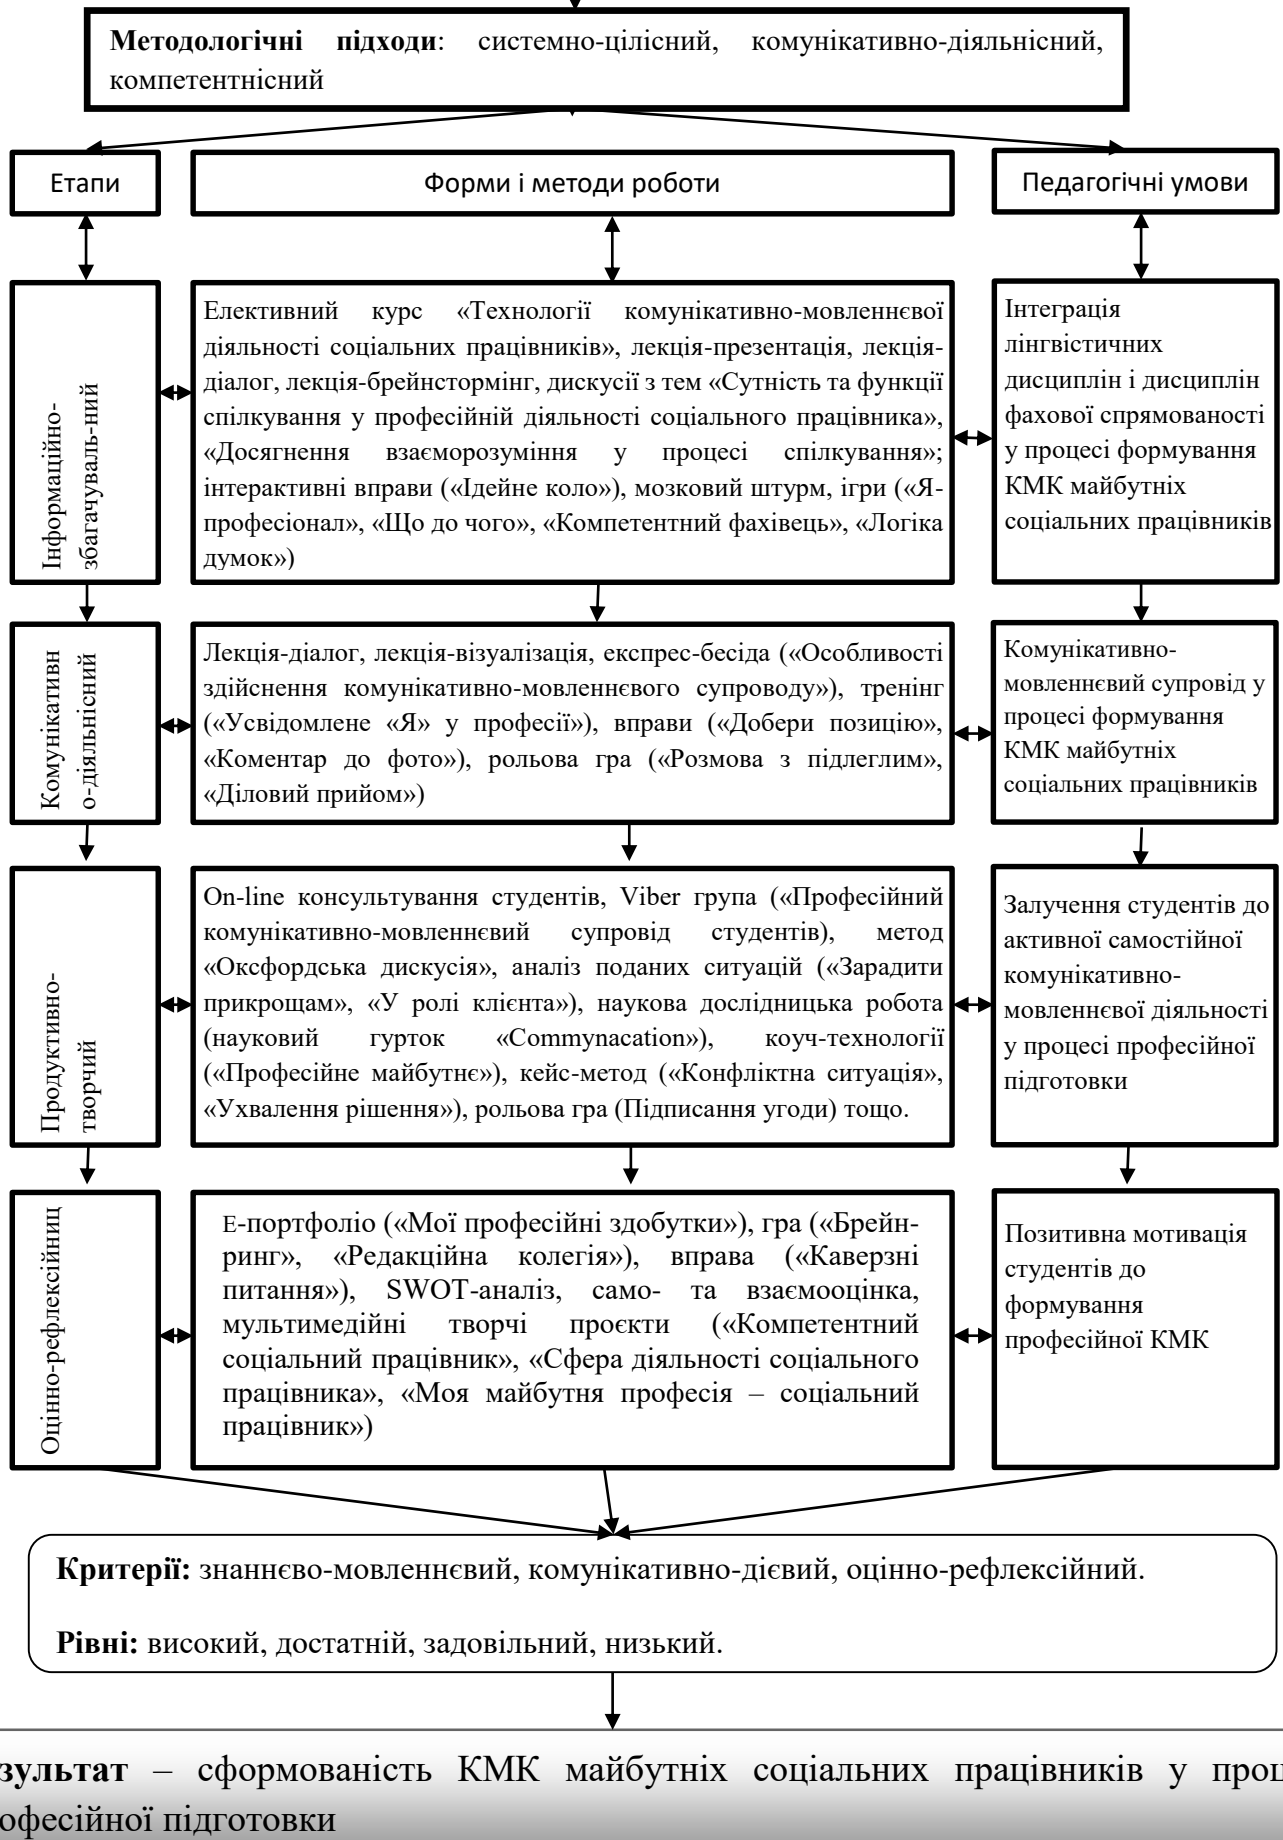 Методологічні підходи: системно-цілісний, комунікативно-діяльнісний,
компетентнісний
Етапи
Форми і методи роботи
Педагогічні умови
Інформаційно-
збагачуваль-ний
Елективний курс «Технології комунікативно-мовленнєвої
діяльності соціальних працівників», лекція-презентація, лекція-
діалог, лекція-брейнстормінг, дискусії з тем «Сутність та функції
спілкування у професійній діяльності соціального працівника»,
«Досягнення взаєморозуміння у процесі спілкування»;
інтерактивні вправи («Ідейне коло»), мозковий штурм, ігри («Я-
професіонал», «Що до чого», «Компетентний фахівець», «Логіка
думок»)
Інтеграція
лінгвістичних
дисциплін і дисциплін
фахової спрямованості
у процесі формування
КМК майбутніх
соціальних працівників
Комунікативн
о-діяльнісний
Лекція-діалог, лекція-візуалізація, експрес-бесіда («Особливості
здійснення комунікативно-мовленнєвого супроводу»), тренінг
(«Усвідомлене «Я» у професії»), вправи («Добери позицію»,
«Коментар до фото»), рольова гра («Розмова з підлеглим»,
«Діловий прийом»)
Комунікативно-
мовленнєвий супровід у
процесі формування
КМК майбутніх
соціальних працівників
Продуктивно-
творчий
On-line консультування студентів, Viber група («Професійний
комунікативно-мовленнєвий супровід студентів), метод
«Оксфордська дискусія», аналіз поданих ситуацій («Зарадити
прикрощам», «У ролі клієнта»), наукова дослідницька робота
(науковий гурток «Commynacation»), коуч-технології
(«Професійне майбутнє»), кейс-метод («Конфліктна ситуація»,
«Ухвалення рішення»), рольова гра (Підписання угоди) тощо.
Залучення студентів до
активної самостійної
комунікативно-
мовленнєвої діяльності
у процесі професійної
підготовки
Оцінно-рефлексійниц
Е-портфоліо («Мої професійні здобутки»), гра («Брейн-
ринг», «Редакційна колегія»), вправа («Каверзні
питання»), SWOT-аналіз, само- та взаємооцінка,
мультимедійні творчі проєкти («Компетентний
соціальний працівник», «Сфера діяльності соціального
працівника», «Моя майбутня професія – соціальний
працівник»)
Позитивна мотивація
студентів до
формування
професійної КМК
Критерії: знаннєво-мовленнєвий, комунікативно-дієвий, оцінно-рефлексійний.
Рівні: високий, достатній, задовільний, низький.
зультат – сформованість КМК майбутніх соціальних працівників у проц
офесійної підготовки